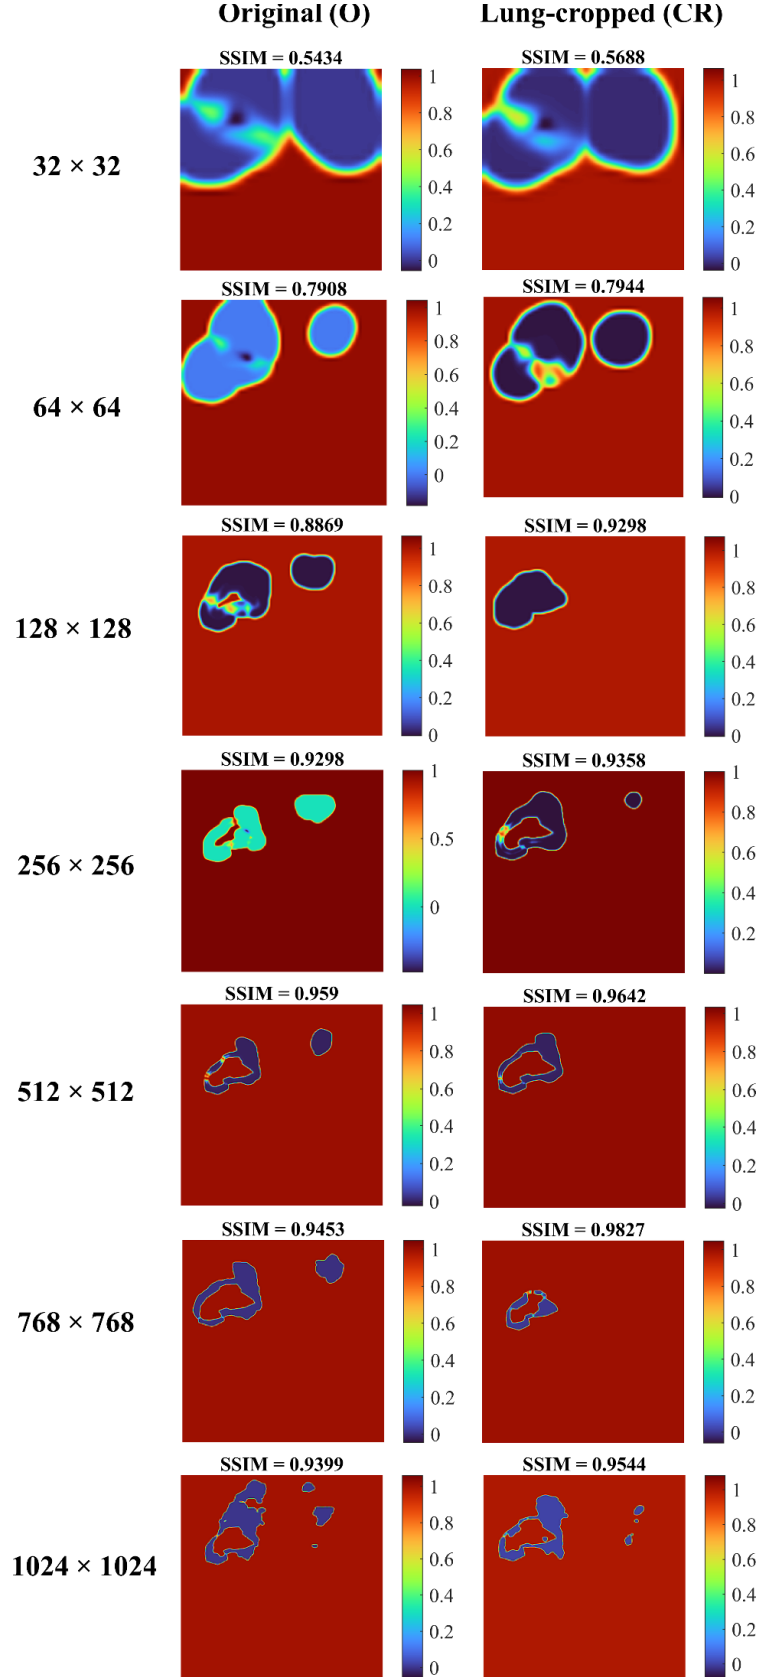 Original (O) Lung-cropped (CR)
SSIM = 0.5434 SSIM = 0.5688
32 × 32
1 0.8 0.6 0.4 0.2 0
1 0.8 0.6 0.4 0.2 0
SSIM = 0.7908 SSIM = 0.7944
64 × 64
1 0.8 0.6 0.4 0.2 0
1 0.8 0.6 0.4 0.2 0
SSIM = 0.8869 SSIM = 0.9298
128 × 128
1 0.8 0.6 0.4 0.2 0
1 0.8 0.6 0.4 0.2 0
SSIM = 0.9298 SSIM = 0.9358
256 × 256
1 0.5 0
1 0.8 0.6 0.4 0.2
SSIM = 0.959 SSIM = 0.9642
512 × 512
1 0.8 0.6 0.4 0.2 0
1 0.8 0.6 0.4 0.2 0
SSIM = 0.9453 SSIM = 0.9827
768 × 768
1 0.8 0.6 0.4 0.2 0
1 0.8 0.6 0.4 0.2 0
SSIM = 0.9399 SSIM = 0.9544
1024 × 1024
1 0.8 0.6 0.4 0.2 0
1 0.8 0.6 0.4 0.2 0